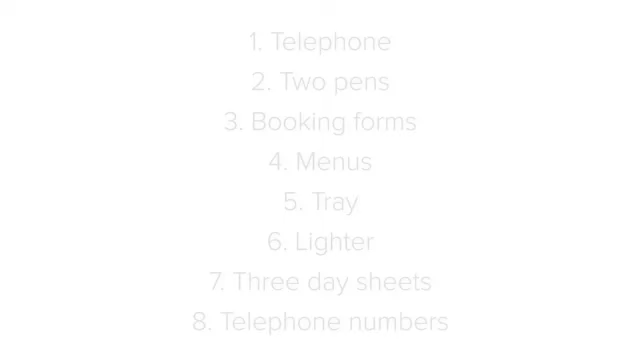 1. Telephone
2. Two pens
3. Booking forms
4. Menus
5. Tray
6. Lighter
7. Three day sheets
8. Telephone numbers